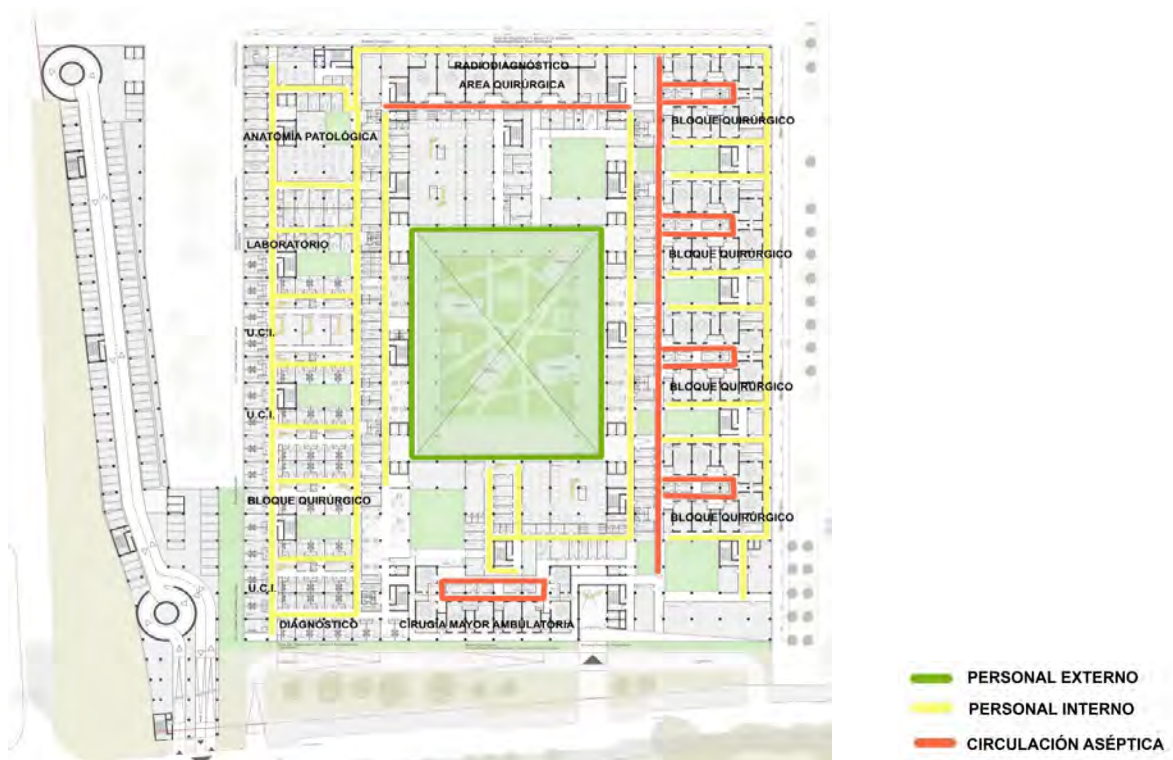 RADIODIAGNÓSTICO
AREA QUIRÚRGICA
BLOQUE QUIRÚRGICO
ANATOMÍA PATOLÓGICA
LABORATORIO
BLOQUE QUIRÚRGICO
U.C.I.
BLOQUE QUIRÚRGICO
U.C.I.
BLOQUE QUIRÚRGICO
BLOQUE QUIRÚRGICO
U.C.I.
DIAGNÓSTICO
CIRUGÍA MAYOR AMBULATORIA
PERSONAL EXTERNO
PERSONAL INTERNO
CIRCULACIÓN ASÉPTICA